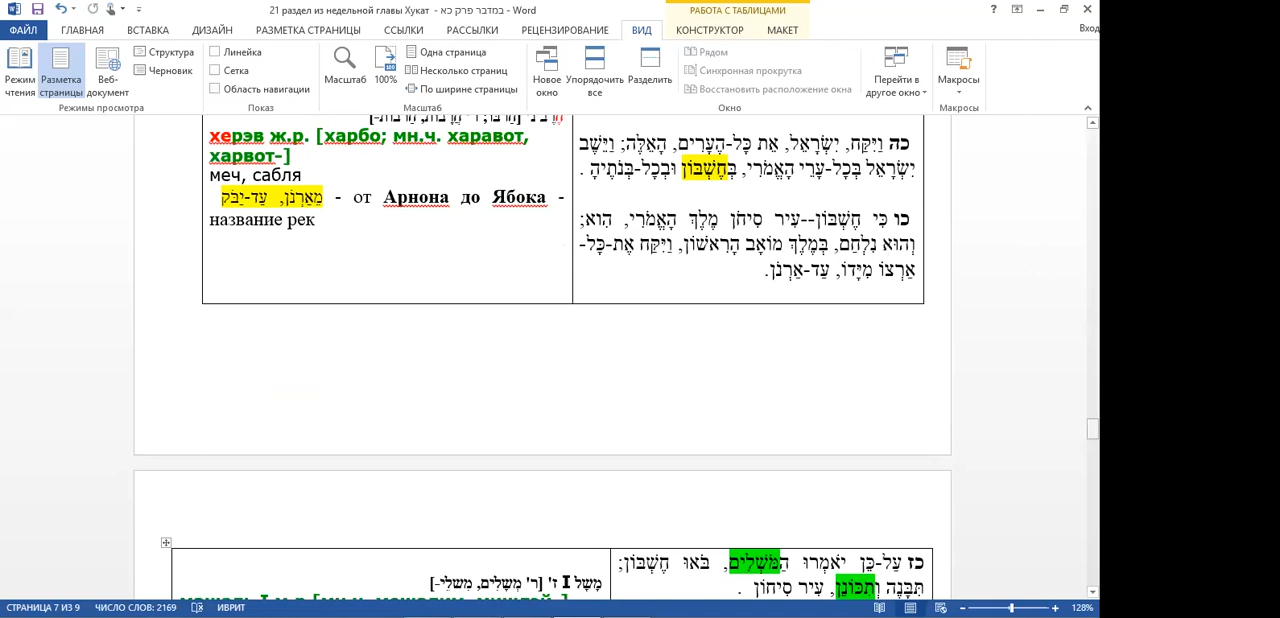 21 раздел из недельной главы Хукат - במדבר פרק כא - Word
РАБОТА С ТАБЛИЦАМИ
ФАЙЛ ГЛАВНАЯ ВСТАВКА ДИЗАЙН РАЗМЕТКА СТРАНИЦЫ ССЫЛКИ РАССЫЛКИ РЕЦЕНЗИРОВАНИЕ ВИД КОНСТРУКТОР МАКЕТ Вход
Режим чтения
Разметка страницы
Веб-документ
Структура
Черновик
Режимы просмотра
Линейка
Сетка
Область навигации
Показ
Масштаб
100%
Одна страница
Несколько страниц
По ширине страницы
Масштаб
Новое окно
Упорядочить все
Разделить
Рядом
Синхронная прокрутка
Восстановить расположение окна
Перейти в другое окно
Окно
Макросы
Макросы
херэв ж.р. [харбо; мн.ч. харавот,
харвот-]
меч, сабля
מֵאַרְנֹן, עַד-יַבֹּק - от Арнона до Ябока -
название рек
כה וַיִּקַּח, יִשְׂרָאֵל, אֵת כָּל-הֶעָרִים, הָאֵלֶּה; וַיֵּשֶׁב
יִשְׂרָאֵל בְּכָל-עָרֵי הָאֱמֹרִי, בְּחֶשְׁבּוֹן וּבְכָל-בְּנֹתֶיהָ .
כו כִּי חֶשְׁבּוֹן--עִיר סִיחֹן מֶלֶךְ הָאֱמֹרִי, הִוא;
וְהוּא נִלְחַם, בְּמֶלֶךְ מוֹאָב הָרִאשׁוֹן, וַיִּקַּח אֶת-כָּל-
אַרְצוֹ מִיָּדוֹ, עַד-אַרְנֹן.
מָשָׁל I ז' [ר' מְשָׁלִים, מִשְׁלֵי-]
כז עַל-כֵּן יֹאמְרוּ הַמֹּשְׁלִים, בֹּאוּ חֶשְׁבּוֹן;
תִּבָּנֶה וְתִכּוֹנֵן, עִיר סִיחוֹן .
СТРАНИЦА 7 ИЗ 9 ЧИСЛО СЛОВ: 2169 ИВРИТ 128%